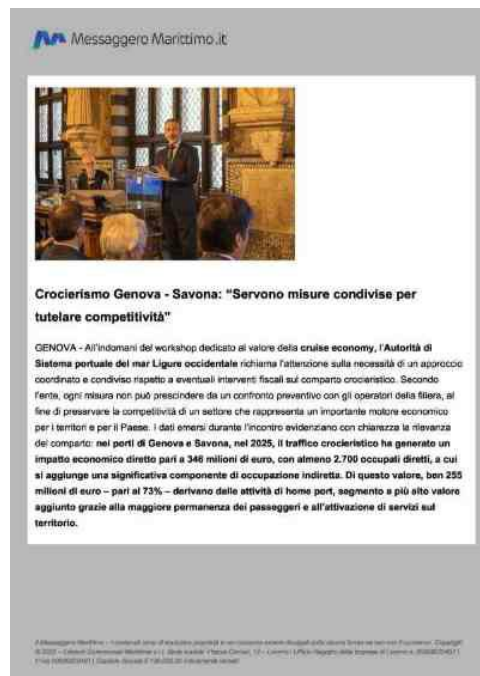 Messaggero Marittimo.it
Crocierismo Genova - Savona: “Servono misure condivise per
tutelare competitività”
GENOVA - All'indomani del workshop dedicato al valore della cruise economy, l'Autorità di
Sistema portuale del mar Ligure occidentale richiama l'attenzione sulla necessità di un approccio
coordinato e condiviso rispetto a eventuali interventi fiscali sul comparto crocieristico. Secondo
l'ente, ogni misura non può prescindere da un confronto preventivo con gli operatori della filiera, al
fine di preservare la competitività di un settore che rappresenta un importante motore economico
per i territori e per il Paese. I dati emersi durante l'incontro evidenziano con chiarezza la rilevanza
del comparto: nei porti di Genova e Savona, nel 2025, il traffico crocieristico ha generato un
impatto economico diretto pari a 346 milioni di euro, con almeno 2.700 occupati diretti, a cui
si aggiunge una significativa componente di occupazione indiretta. Di questo valore, ben 255
milioni di euro – pari al 73% – derivano dalle attività di home port, segmento a più alto valore
aggiunto grazie alla maggiore permanenza dei passeggeri e all'attivazione di servizi sul
territorio.